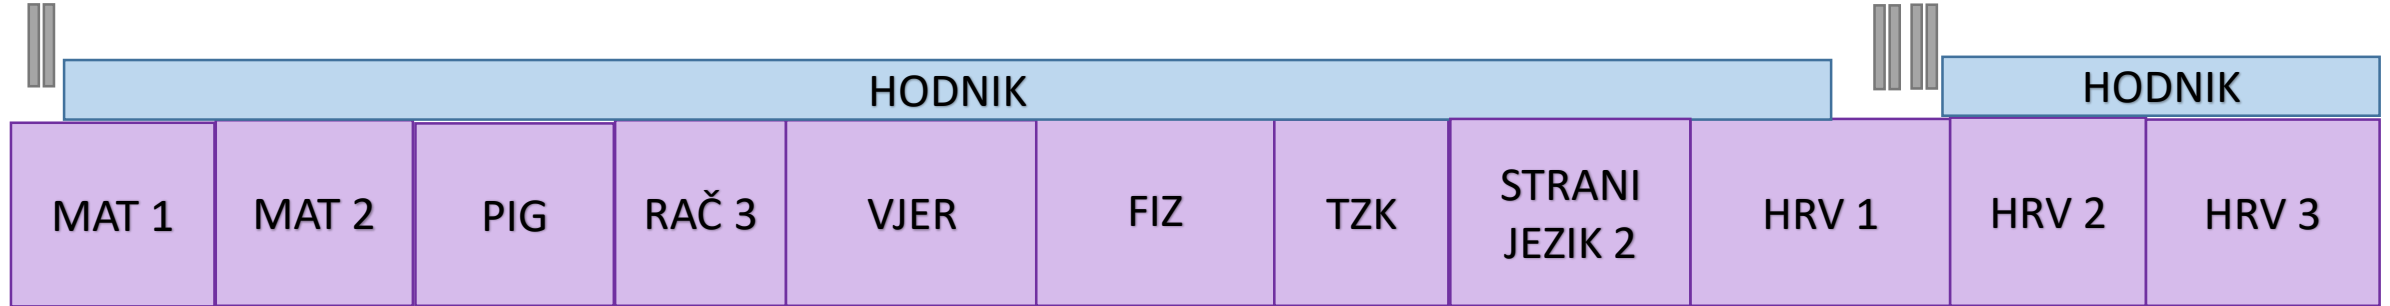 HODNIK
HODNIK
MAT 1
MAT 2
PIG
RAČ 3
VJER
FIZ
TZK
STRANI
JEZIK 2
HRV 1
HRV 2
HRV 3